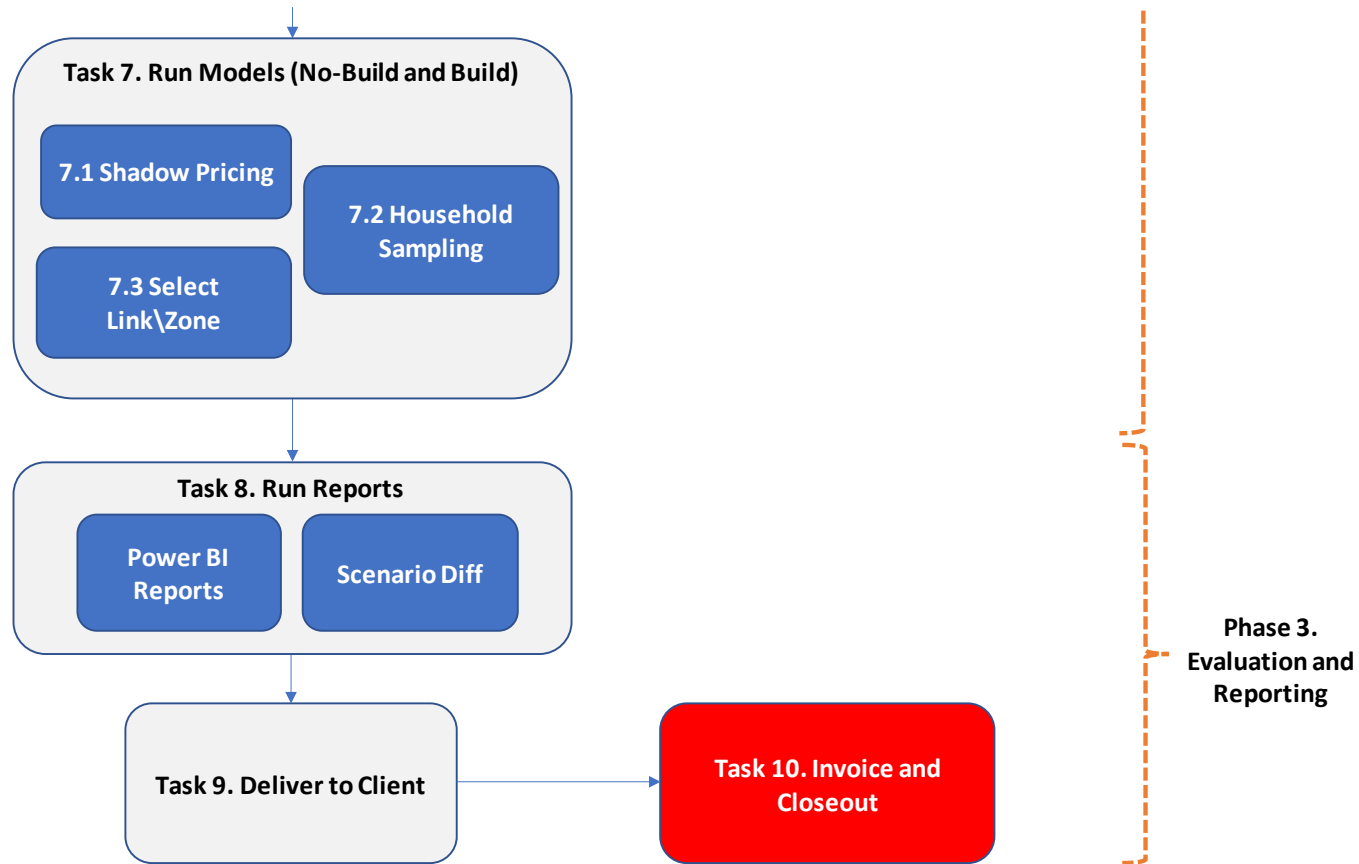 Task 7. Run Models (No-Build and Build)
7.1 Shadow Pricing
7.2 Household
Sampling
7.3 Select
Link\Zone
Task 8. Run Reports
Power BI
Reports
Scenario Diff
Phase 3.
Evaluation and
Reporting
Task 9. Deliver to Client
Task 10. Invoice and
Closeout